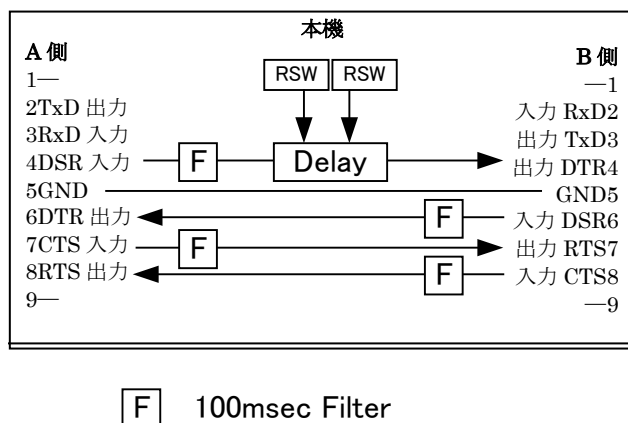 本機
A 側
B 側
RSW
RSW
1—
—1
2TxD 出力
入力 RxD2
3RxD 入力
出力 TxD3
4DSR 入力
F
Delay
出力 DTR4
5GND
GND5
6DTR 出力
F
入力 DSR6
7CTS 入力
F
出力 RTS7
8RTS 出力
F
入力 CTS8
9—
—9
F 100msec Filter